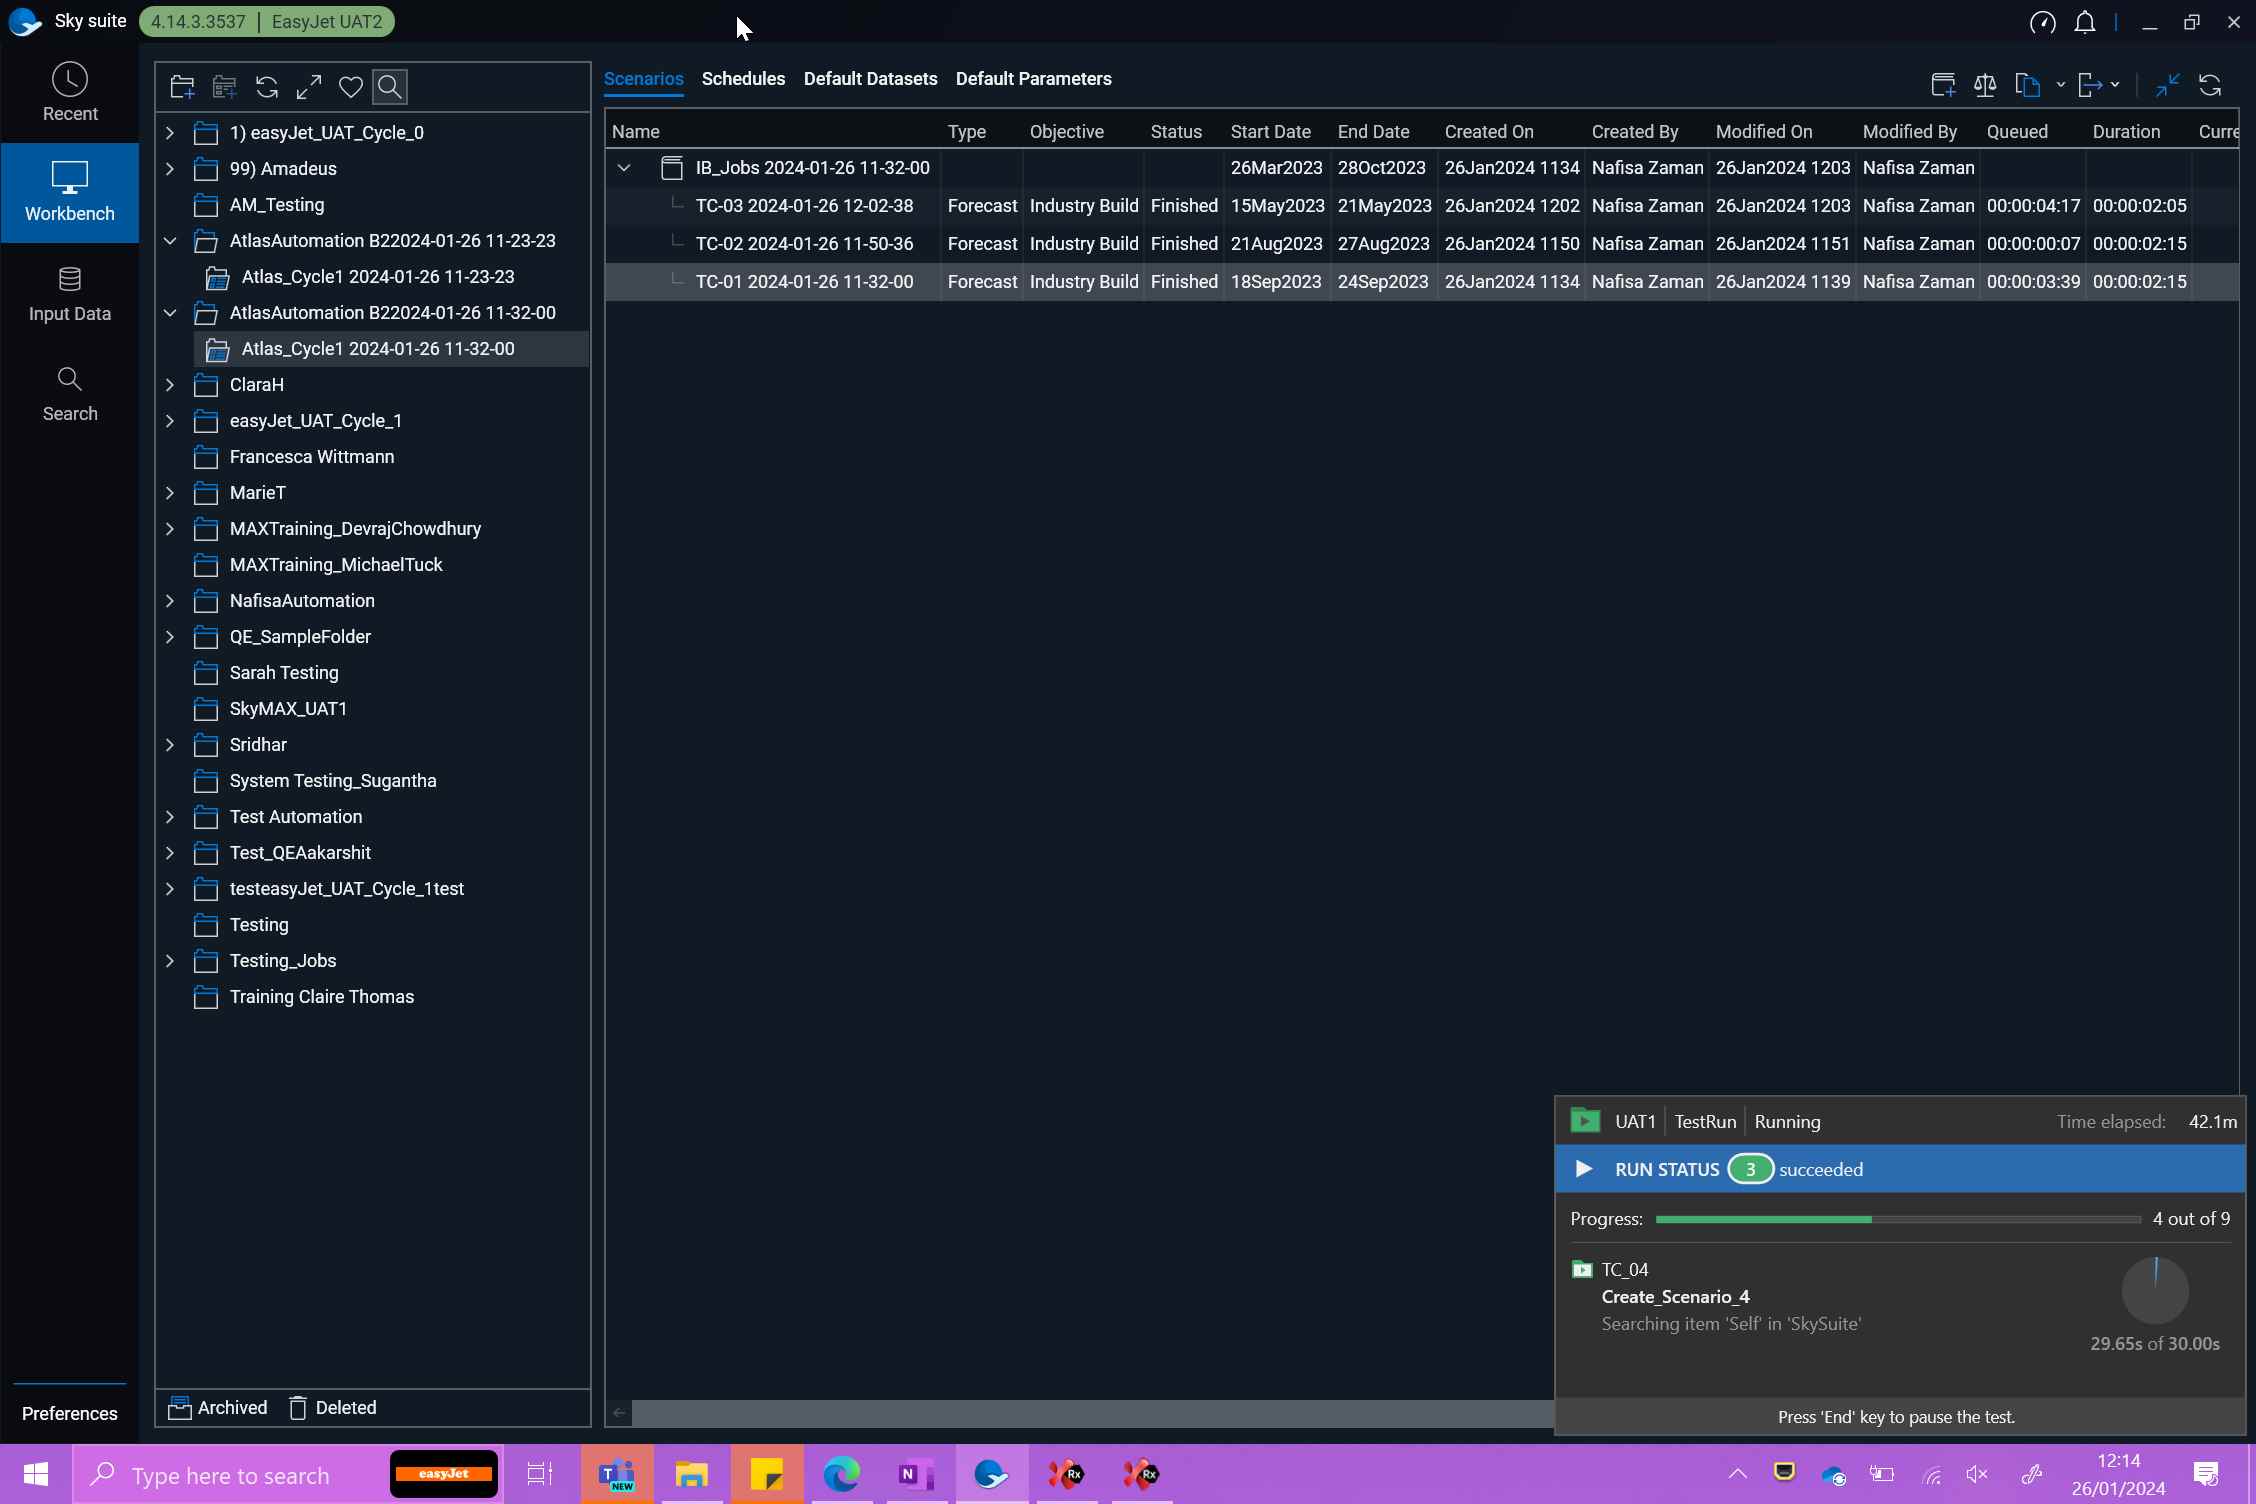 Sky suite 4.14.3.3537 | EasyJet UAT2
Recent
Workbench
Input Data
Search
Preferences
1) easyJet_UAT_Cycle_0
99) Amadeus
AM_Testing
AtlasAutomation B22024-01-26 11-23-23
Atlas_Cycle1 2024-01-26 11-23-23
AtlasAutomation B22024-01-26 11-32-00
Atlas_Cycle1 2024-01-26 11-32-00
ClaraH
easyJet_UAT_Cycle_1
Francesca Wittmann
MarieT
MAXTraining_DevrajChowdhury
MAXTraining_MichaelTuck
NafisaAutomation
QE_SampleFolder
Sarah Testing
SkyMAX_UAT1
Sridhar
System Testing_Sugantha
Test Automation
Test_QEAakarshit
testeasyJet_UAT_Cycle_1test
Testing
Testing_Jobs
Training Claire Thomas
Archived Deleted
Scenarios Schedules Default Datasets Default Parameters
Name Type Objective Status Start Date End Date Created On Created By Modified On Modified By Queued Duration Curre
IB_Jobs 2024-01-26 11-32-00 26Mar2023 28Oct2023 26Jan2024 1134 Nafisa Zaman 26Jan2024 1203 Nafisa Zaman
TC-03 2024-01-26 12-02-38 Forecast Industry Build Finished 15May2023 21May2023 26Jan2024 1202 Nafisa Zaman 26Jan2024 1203 Nafisa Zaman 00:00:04:17 00:00:02:05
TC-02 2024-01-26 11-50-36 Forecast Industry Build Finished 21Aug2023 27Aug2023 26Jan2024 1150 Nafisa Zaman 26Jan2024 1151 Nafisa Zaman 00:00:00:07 00:00:02:15
TC-01 2024-01-26 11-32-00 Forecast Industry Build Finished 18Sep2023 24Sep2023 26Jan2024 1134 Nafisa Zaman 26Jan2024 1139 Nafisa Zaman 00:00:03:39 00:00:02:15
UAT1 | TestRun | Running Time elapsed: 42.1m
RUN STATUS 3 succeeded
Progress: 4 out of 9
TC_04
Create_Scenario_4
Searching item 'Self' in 'SkySuite'
29.65s of 30.00s
Press 'End' key to pause the test.
Type here to search
easyJet
T
NEW
N
Rx
Rx
12:14
26/01/2024